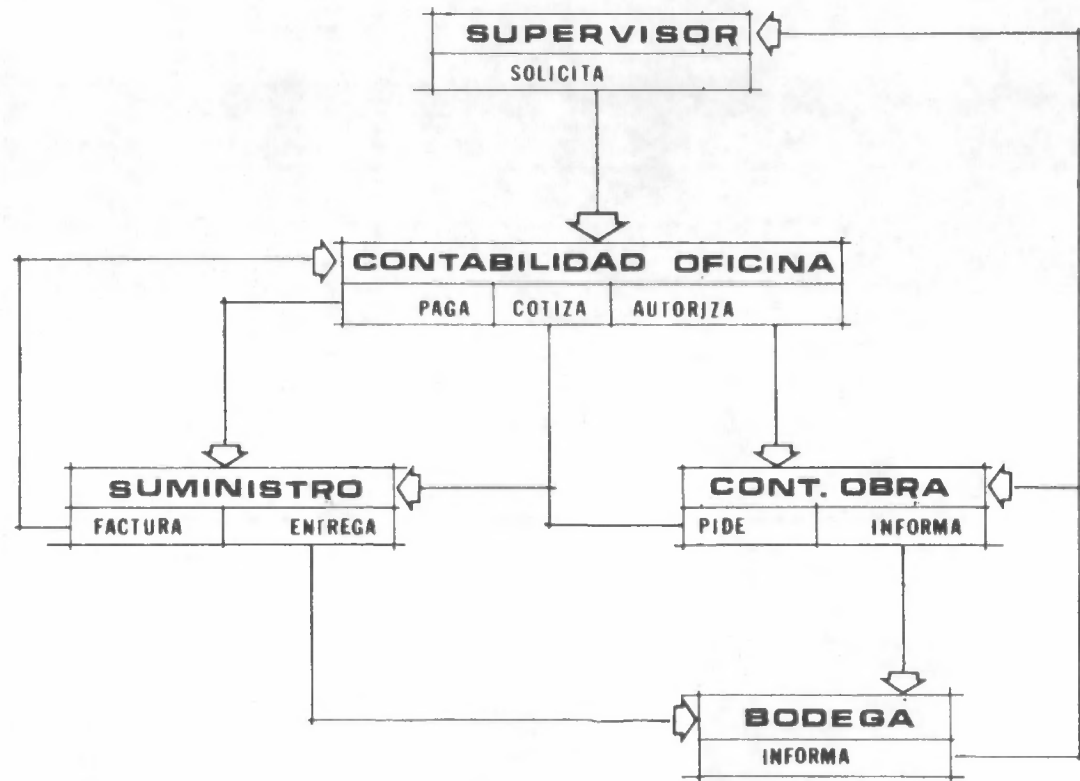 SUPERVISOR
SOLICITA
CONTABILIDAD OFICINA
PAGA COTIZA AUTORIZA
SUMINISTRO
FACTURA ENTREGA
CONT. OBRA
PIDE INFORMA
BODEGA
INFORMA